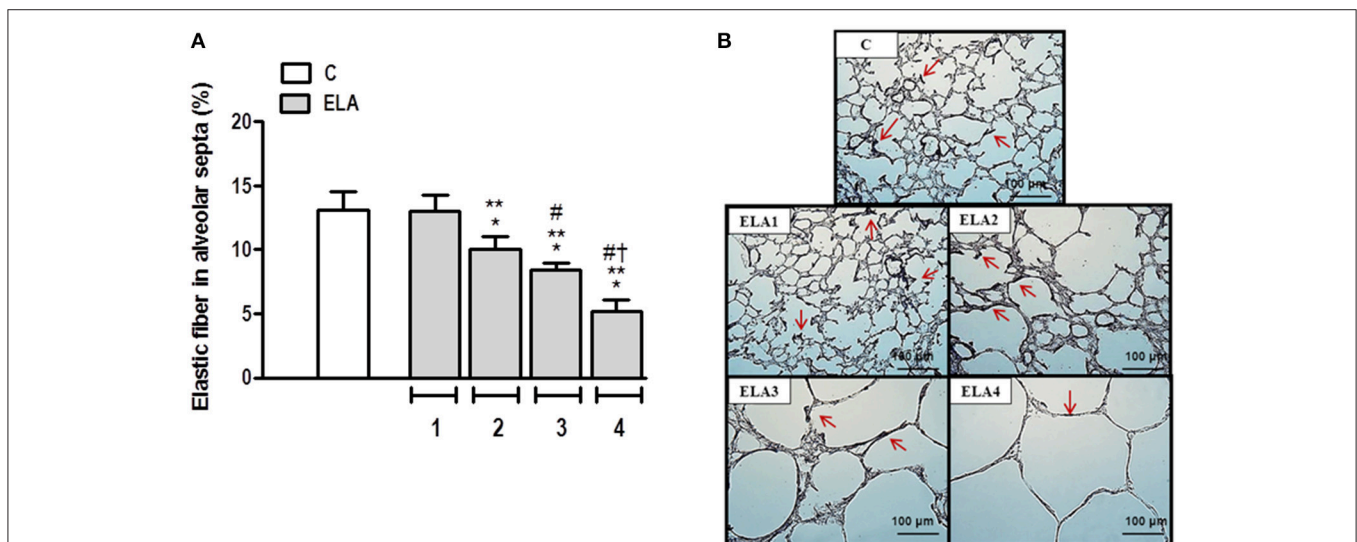 A
C
ELA
Elastic fiber in alveolar septa (%)
20
15
10
5
0
**
*
#
**
*
#†
**
*
1
2
3
4
B
C
100 µm
ELA1
100 µm
ELA2
100 µm
ELA3
100 µm
ELA4
100 µm